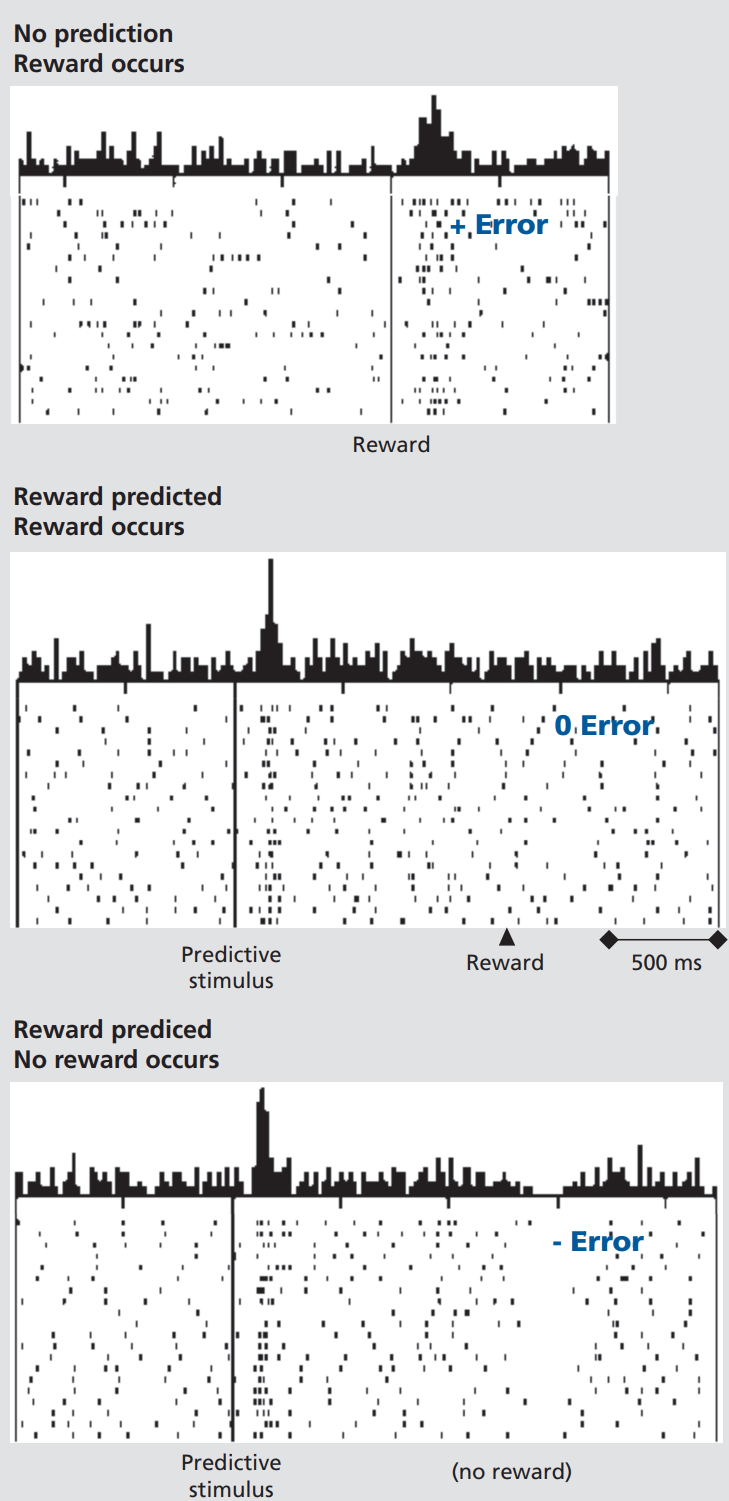 No prediction
Reward occurs
+ Error
Reward
Reward predicted
Reward occurs
0 Error
Predictive
stimulus
Reward
500 ms
Reward prediced
No reward occurs
- Error
Predictive
stimulus
(no reward)